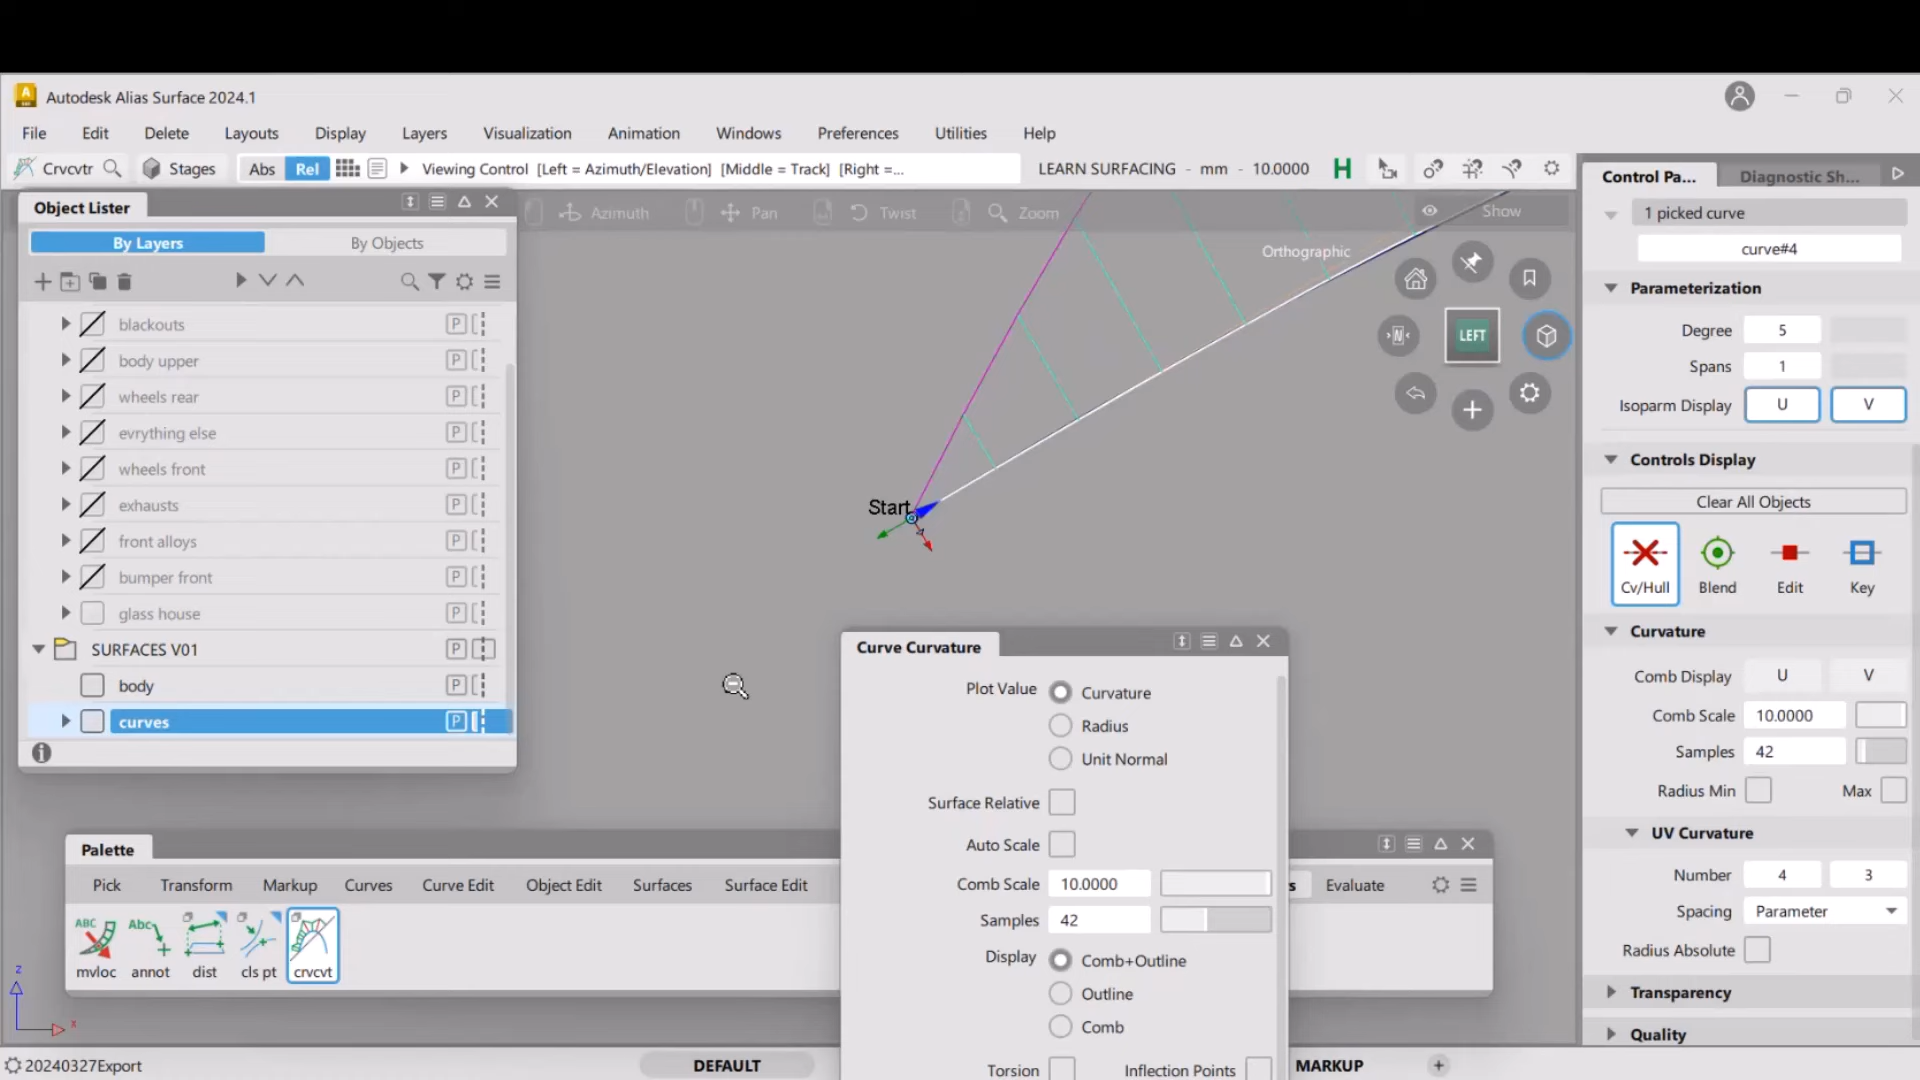 Autodesk Alias Surface 2024.1
File Edit Delete Layouts Display Layers Visualization Animation Windows Preferences Utilities Help
Crvcvtr Stages Abs Rel Viewing Control [Left = Azimuth/Elevation] [Middle = Track] [Right =... LEARN SURFACING - mm - 10.0000 H
Control Pa... Diagnostic Sh...
Object Lister
Azimuth Pan Twist Zoom Show
1 picked curve
By Layers By Objects
curve#4
Orthographic
Parameterization
blackouts P
Degree 5
N LEFT
body upper P
Spans 1
wheels rear P
Isoparm Display U V
evrything else P
Controls Display
wheels front P
Clear All Objects
exhausts P
Start
front alloys P
Cv/Hull Blend Edit Key
bumper front P
glass house P
Curvature
SURFACES V01 P
Curve Curvature
Comb Display U V
body P
Plot Value Curvature
Comb Scale 10.0000
curves P
Radius
Samples 42
Unit Normal
Radius Min Max
Surface Relative
UV Curvature
Palette
Auto Scale
Number 4 3
Pick Transform Markup Curves Curve Edit Object Edit Surfaces Surface Edit
Comb Scale 10.0000
s Evaluate
Spacing Parameter
Samples 42
ABC Abc
Radius Absolute
mvloc annot dist cls pt crvcvt
Display Comb+Outline
Outline
Transparency
Comb
Quality
z
x
20240327Export
DEFAULT
Torsion Inflection Points
MARKUP +